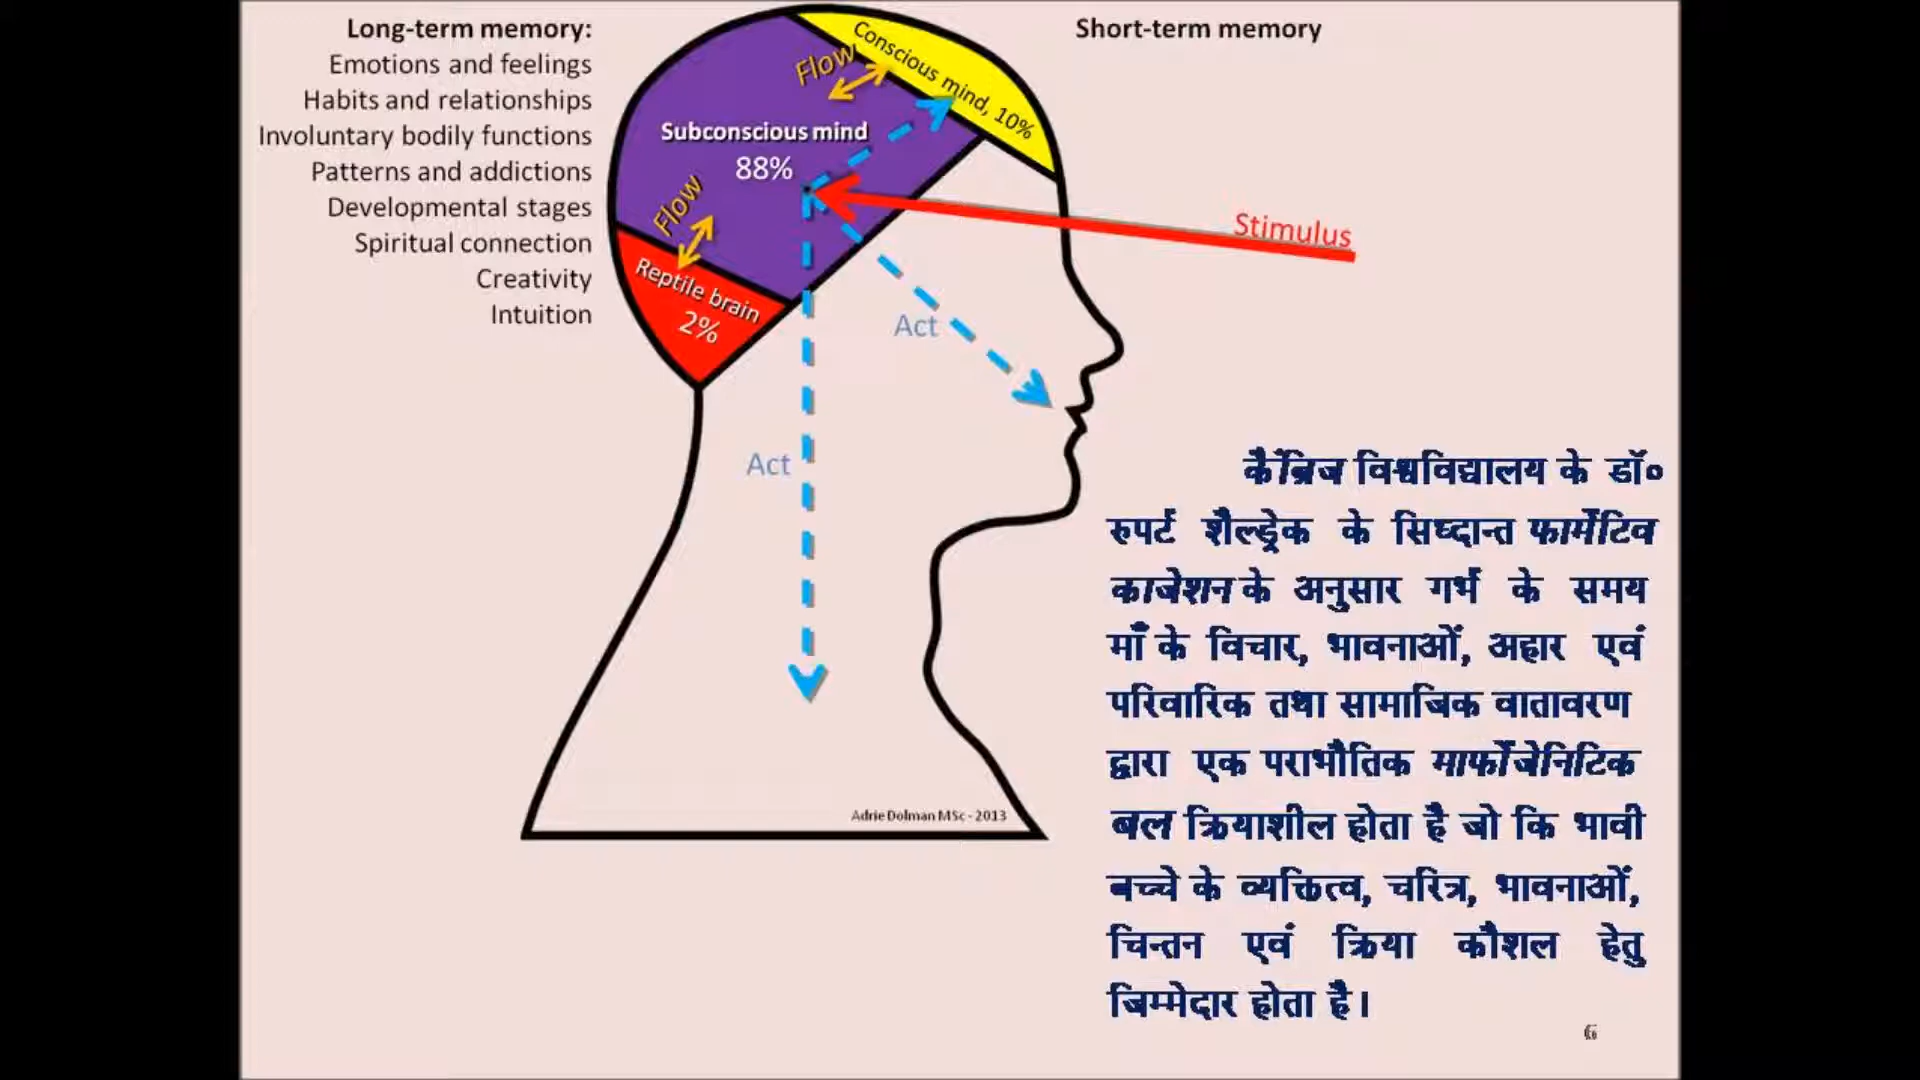 Long-term memory:
Emotions and feelings
Habits and relationships
Involuntary bodily functions
Patterns and addictions
Developmental stages
Spiritual connection
Creativity
Intuition
Short-term memory
Conscious mind, 10%
Flow
Subconscious mind
88%
Flow
Reptile brain
2%
Stimulus
Act
Act
Adrie Dolman MSc - 2013
कैंब्रिज विश्वविद्यालय के डॉ०
रुपर्ट शैल्ड्रेक के सिध्दान्त फार्मेटिव
काजेशन के अनुसार गर्भ के समय
माँ के विचार, भावनाओं, अहार एवं
परिवारिक तथा सामाजिक वातावरण
द्वारा एक पराभौतिक मार्फोजेनिटिक
बल क्रियाशील होता है जो कि भावी
बच्चे के व्यक्तित्व, चरित्र, भावनाओं,
चिन्तन एवं क्रिया कौशल हेतु
जिम्मेदार होता है।